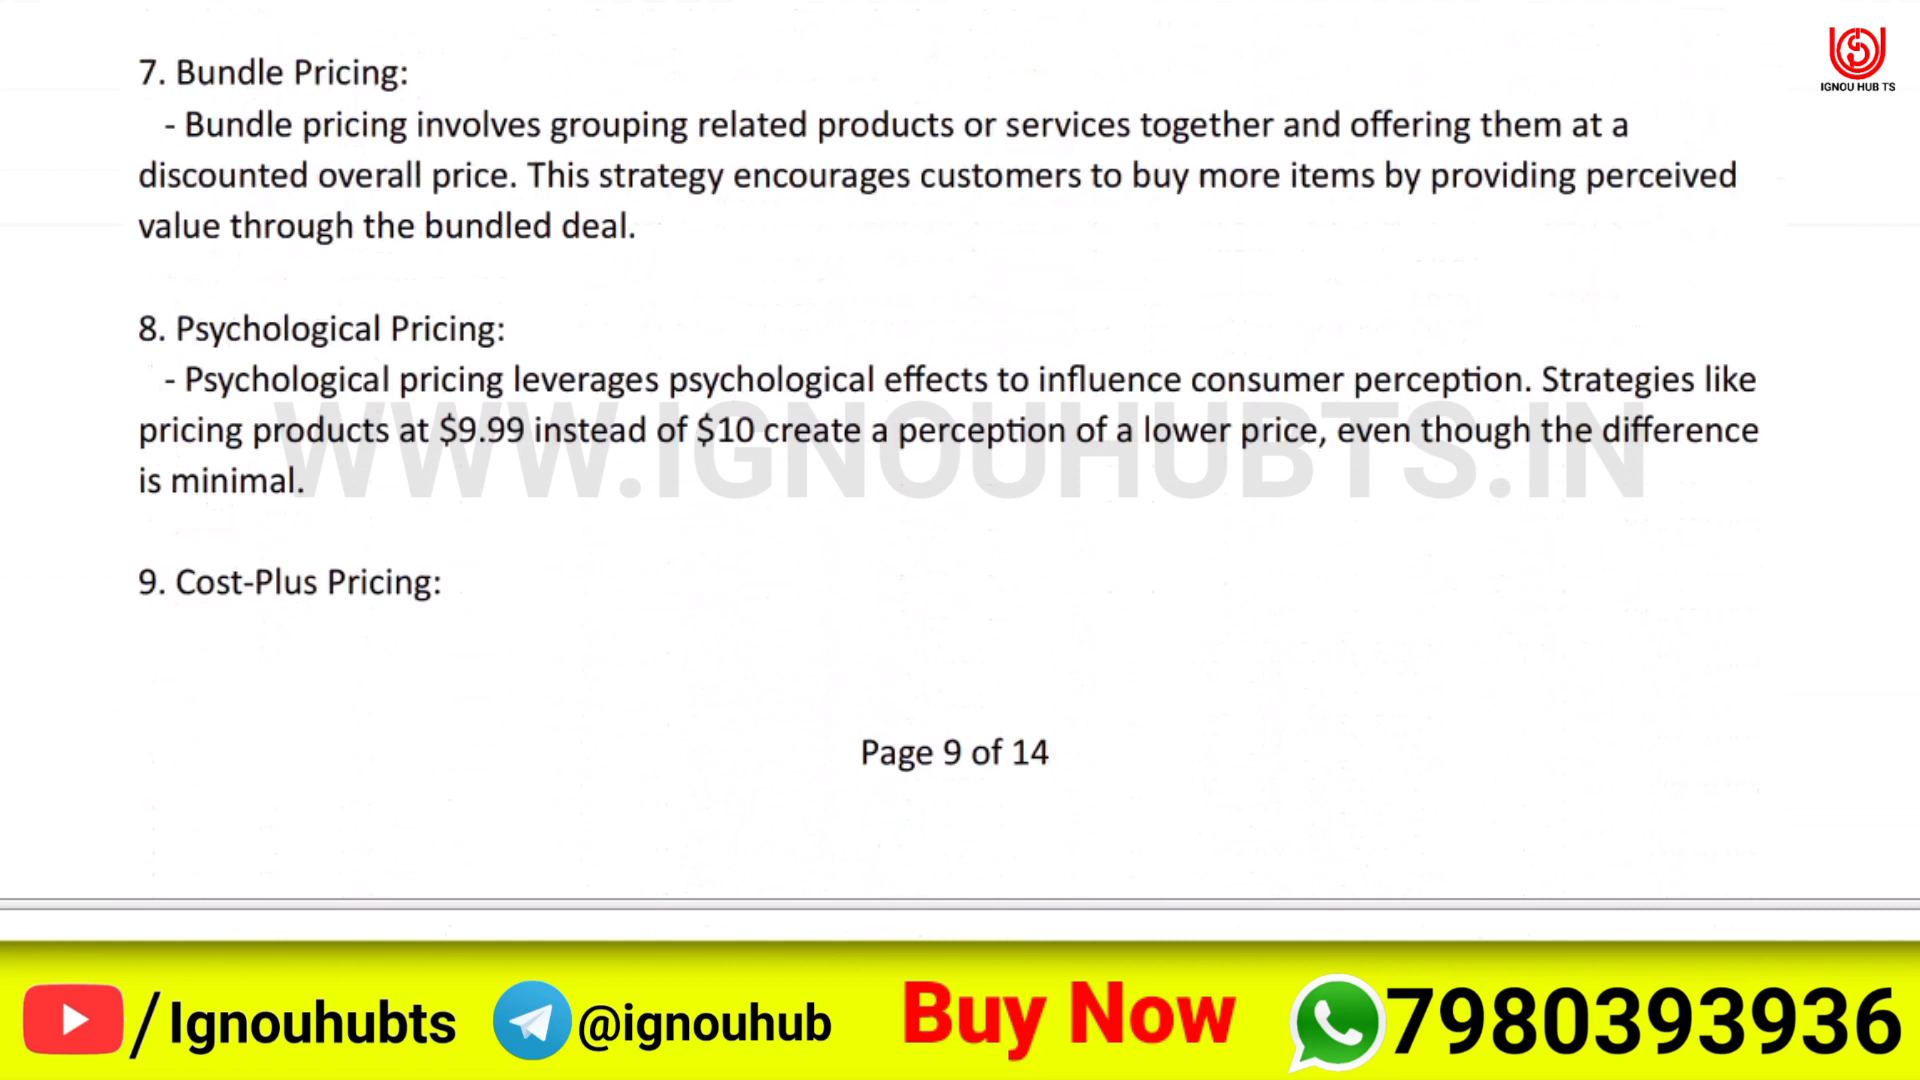 IGNOU HUB TS
7. Bundle Pricing:
- Bundle pricing involves grouping related products or services together and offering them at a
discounted overall price. This strategy encourages customers to buy more items by providing perceived
value through the bundled deal.
8. Psychological Pricing:
- Psychological pricing leverages psychological effects to influence consumer perception. Strategies like
pricing products at $9.99 instead of $10 create a perception of a lower price, even though the difference
is minimal.
WWW.IGNOUHUBTS.IN
9. Cost-Plus Pricing:
Page 9 of 14
/Ignouhubts @ignouhub Buy Now 7980393936